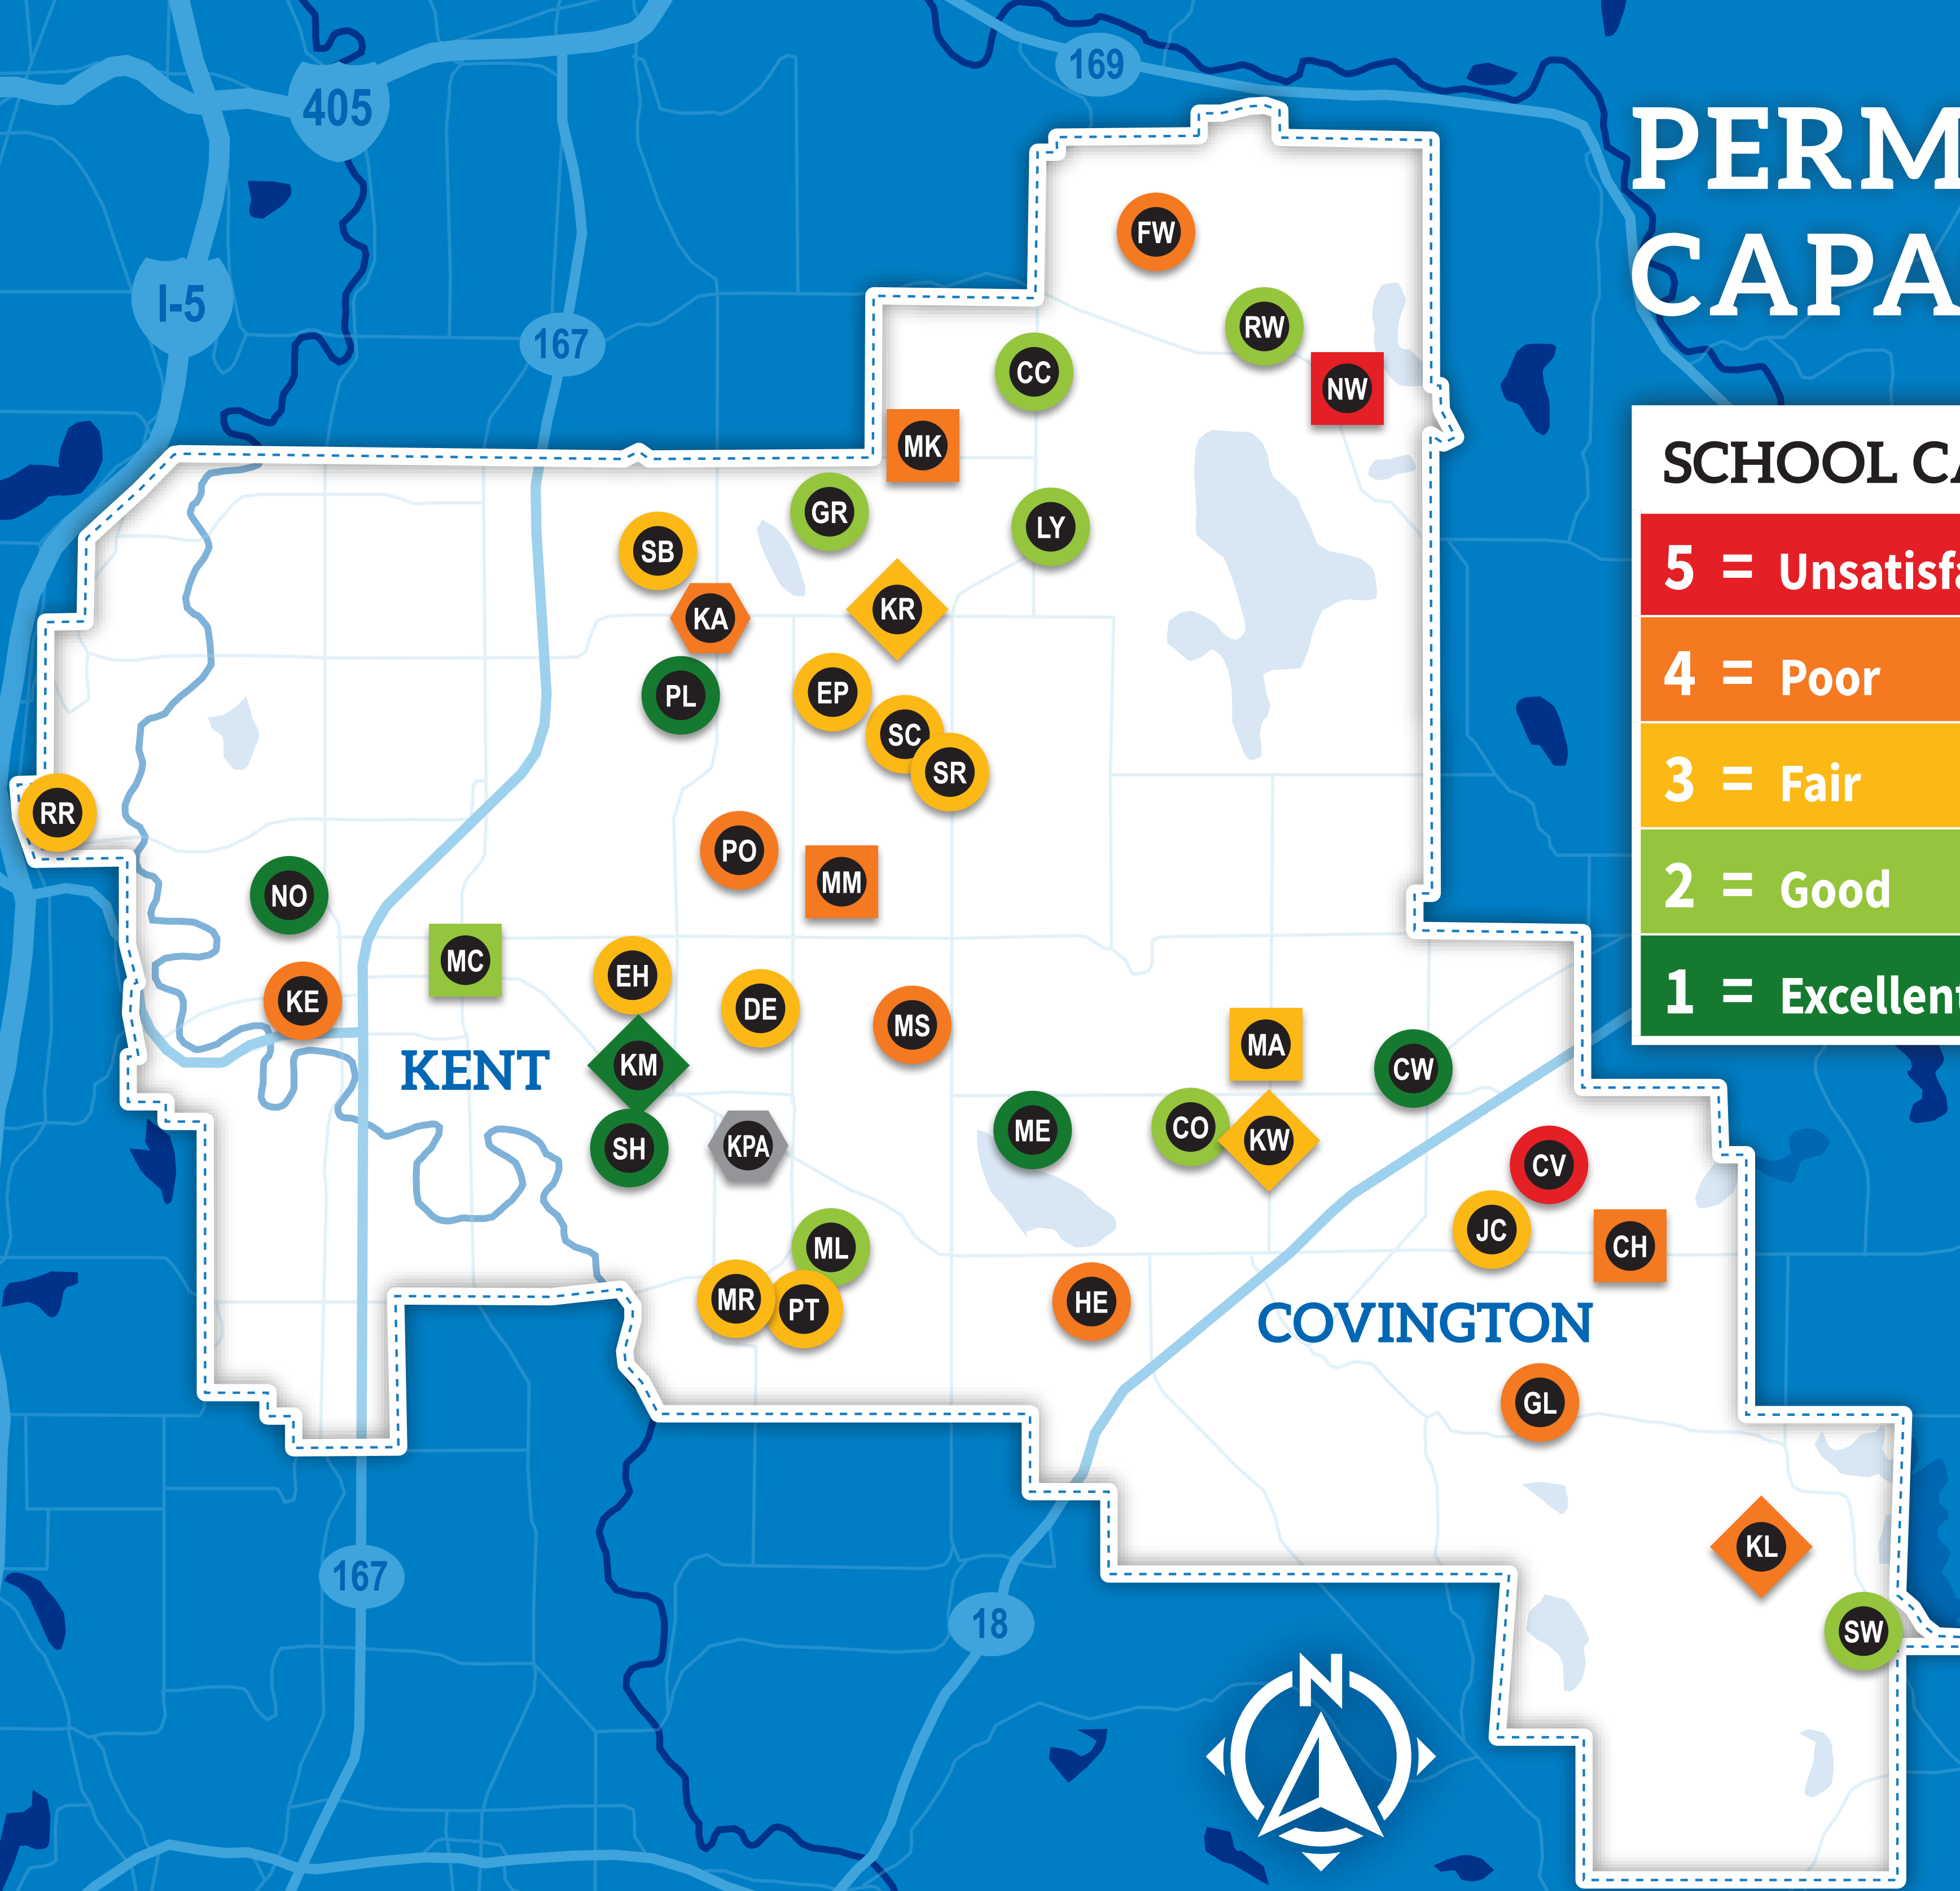 169
405
I-5
167
PERM
CAPA
FW
RW
CC
NW
MK
GR
LY
SB
KA
KR
PL
EP
SC
SR
RR
PO
MM
NO
MC
KE
EH
DE
MS
KM
SH
KPA
ME
MA
CO
KW
CW
CV
JC
CH
KENT
ML
MR
PT
HE
COVINGTON
GL
KL
SW
167
18
N
SCHOOL CA
5 = Unsatisfa
4 = Poor
3 = Fair
2 = Good
1 = Excellent